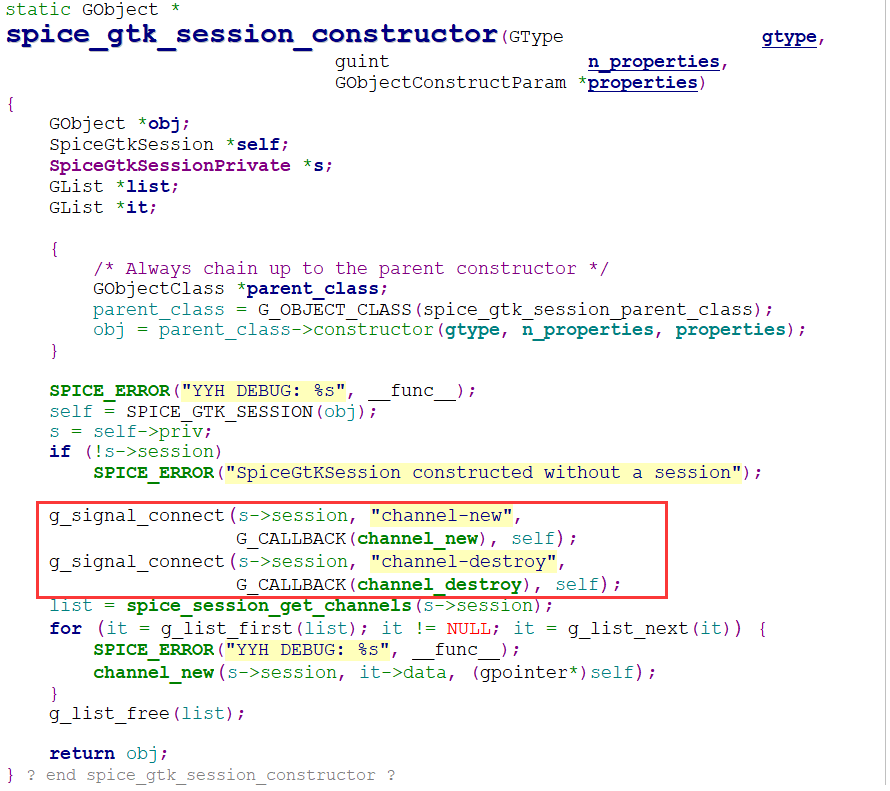 static GObject *
spice_gtk_session_constructor(GType gtype,
guint n_properties,
GObjectConstructParam *properties)
{
GObject *obj;
SpiceGtkSession *self;
SpiceGtkSessionPrivate *s;
GList *list;
GList *it;
{
/* Always chain up to the parent constructor */
GObjectClass *parent_class;
parent_class = G_OBJECT_CLASS(spice_gtk_session_parent_class);
obj = parent_class->constructor(gtype, n_properties, properties);
}
SPICE_ERROR("YYH DEBUG: %s", __func__);
self = SPICE_GTK_SESSION(obj);
s = self->priv;
if (!s->session)
SPICE_ERROR("SpiceGtKSession constructed without a session");
g_signal_connect(s->session, "channel-new",
G_CALLBACK(channel_new), self);
g_signal_connect(s->session, "channel-destroy",
G_CALLBACK(channel_destroy), self);
list = spice_session_get_channels(s->session);
for (it = g_list_first(list); it != NULL; it = g_list_next(it)) {
SPICE_ERROR("YYH DEBUG: %s", __func__);
channel_new(s->session, it->data, (gpointer*)self);
}
g_list_free(list);
return obj;
} ? end spice_gtk_session_constructor ?